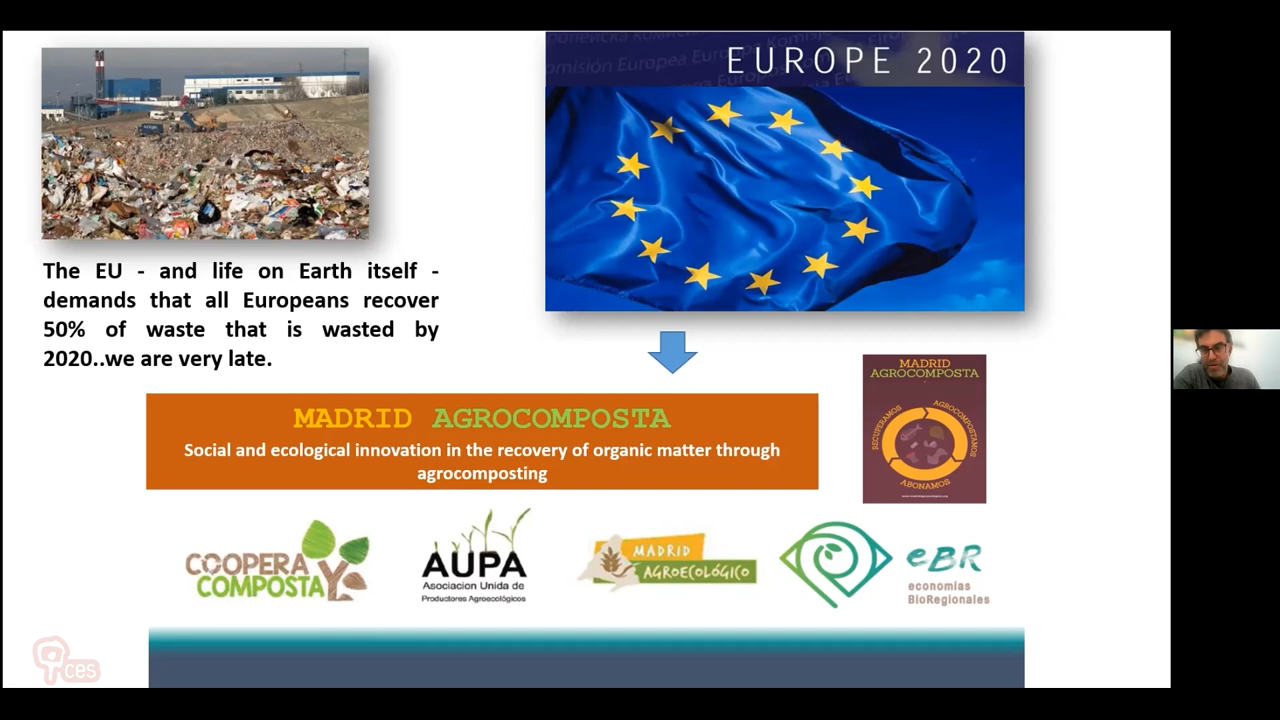 EUROPE 2020
The EU - and life on Earth itself -
demands that all Europeans recover
50% of waste that is wasted by
2020..we are very late.
MADRID AGROCOMPOSTA
Social and ecological innovation in the recovery of organic matter through
agrocomposting
MADRID
AGROCOMPOSTA
RECUPERAMOS
AGROCOMPOSTAMOS
ABONAMOS
COOPERA
COMPOSTA
AUPA
Asociacion Unida de
Productores Agroecológicos
MADRID
AGROECOLÓGICO
eBR
economías
BioRegionales
ces